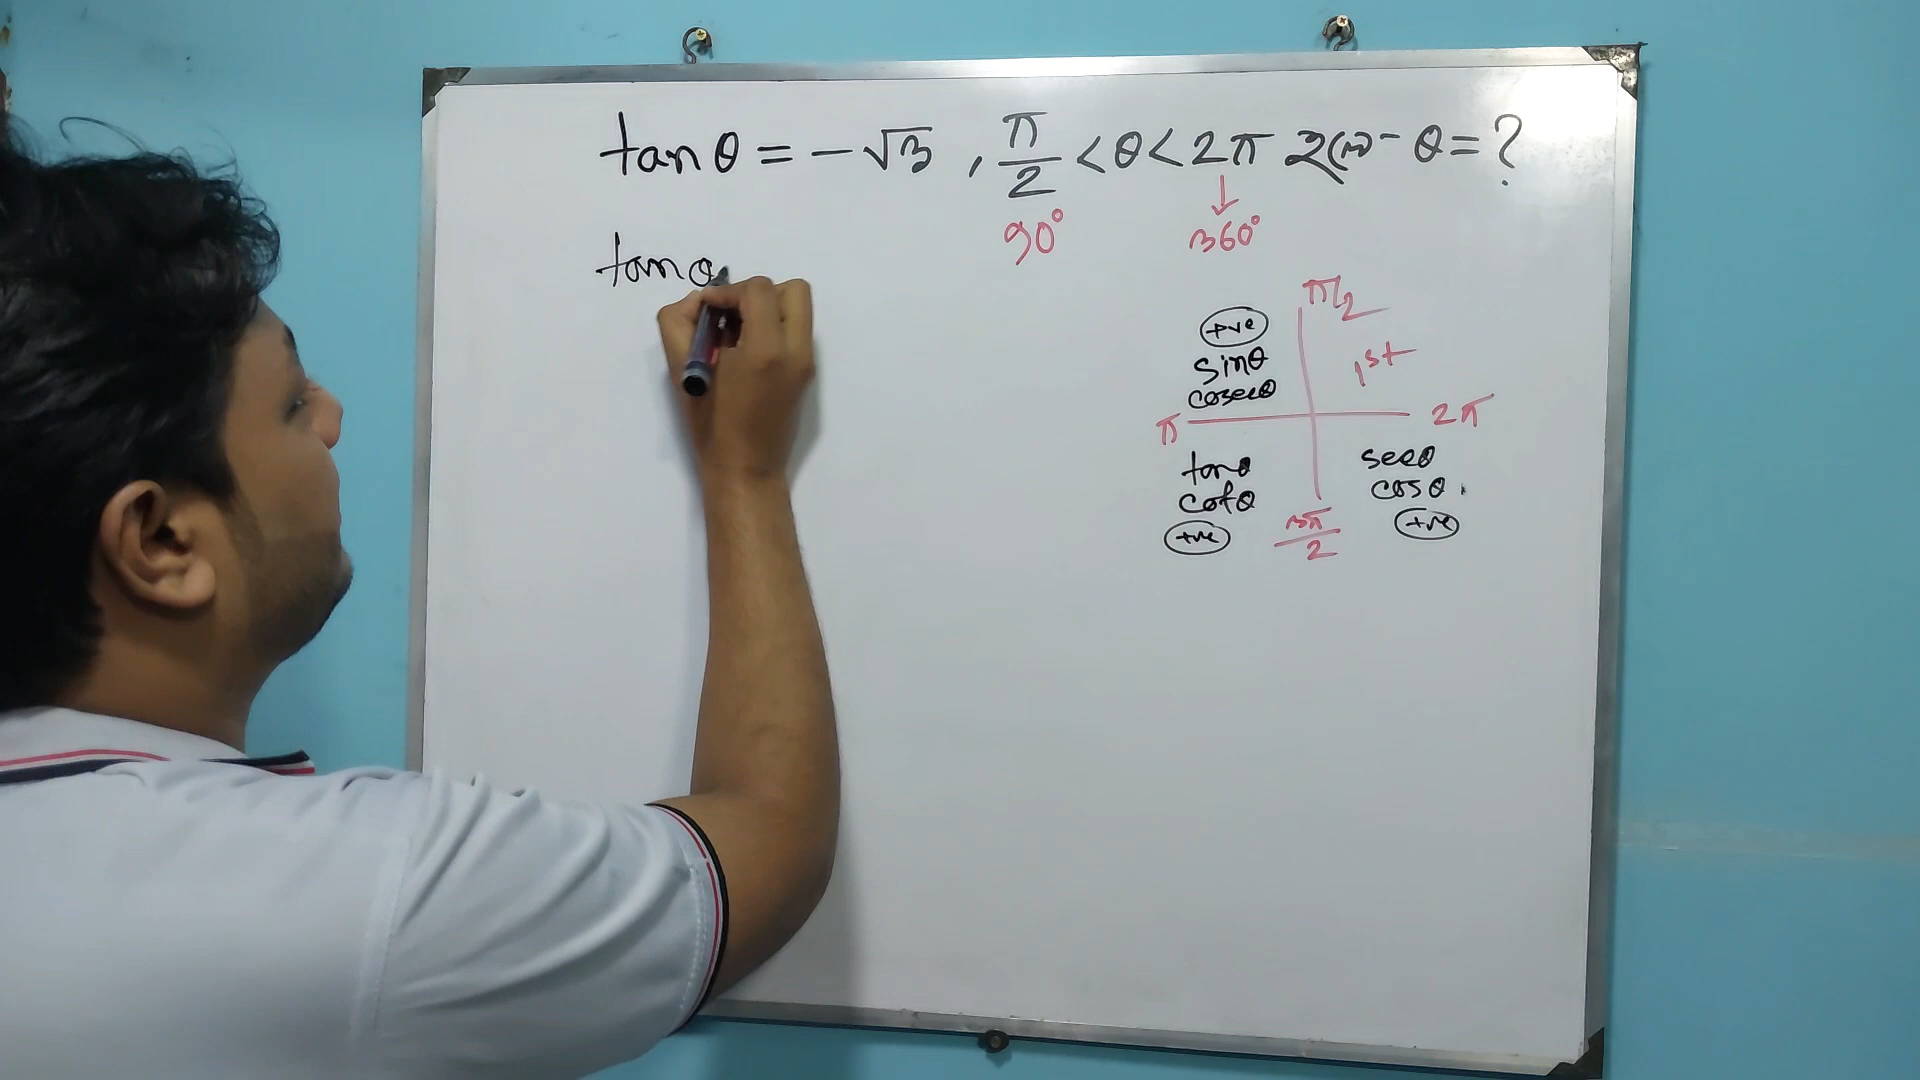 tanθ = -√3 , π/2 < θ < 2π হলে- θ = ?
90° 360°
tanθ
π/2
+ve
sinθ
cosecθ
1st
π
2π
tanθ
cotθ
+ve
secθ
cosθ.
+ve
3π/2